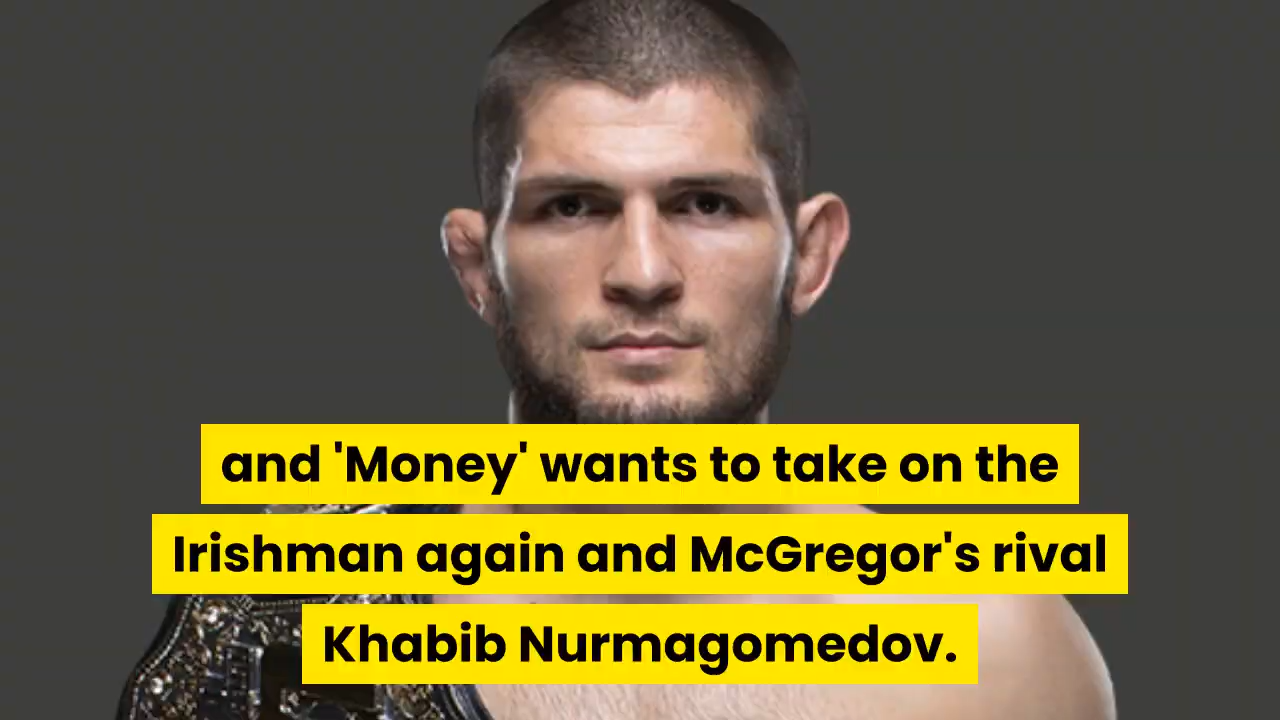 and 'Money' wants to take on the
Irishman again and McGregor's rival
Khabib Nurmagomedov.